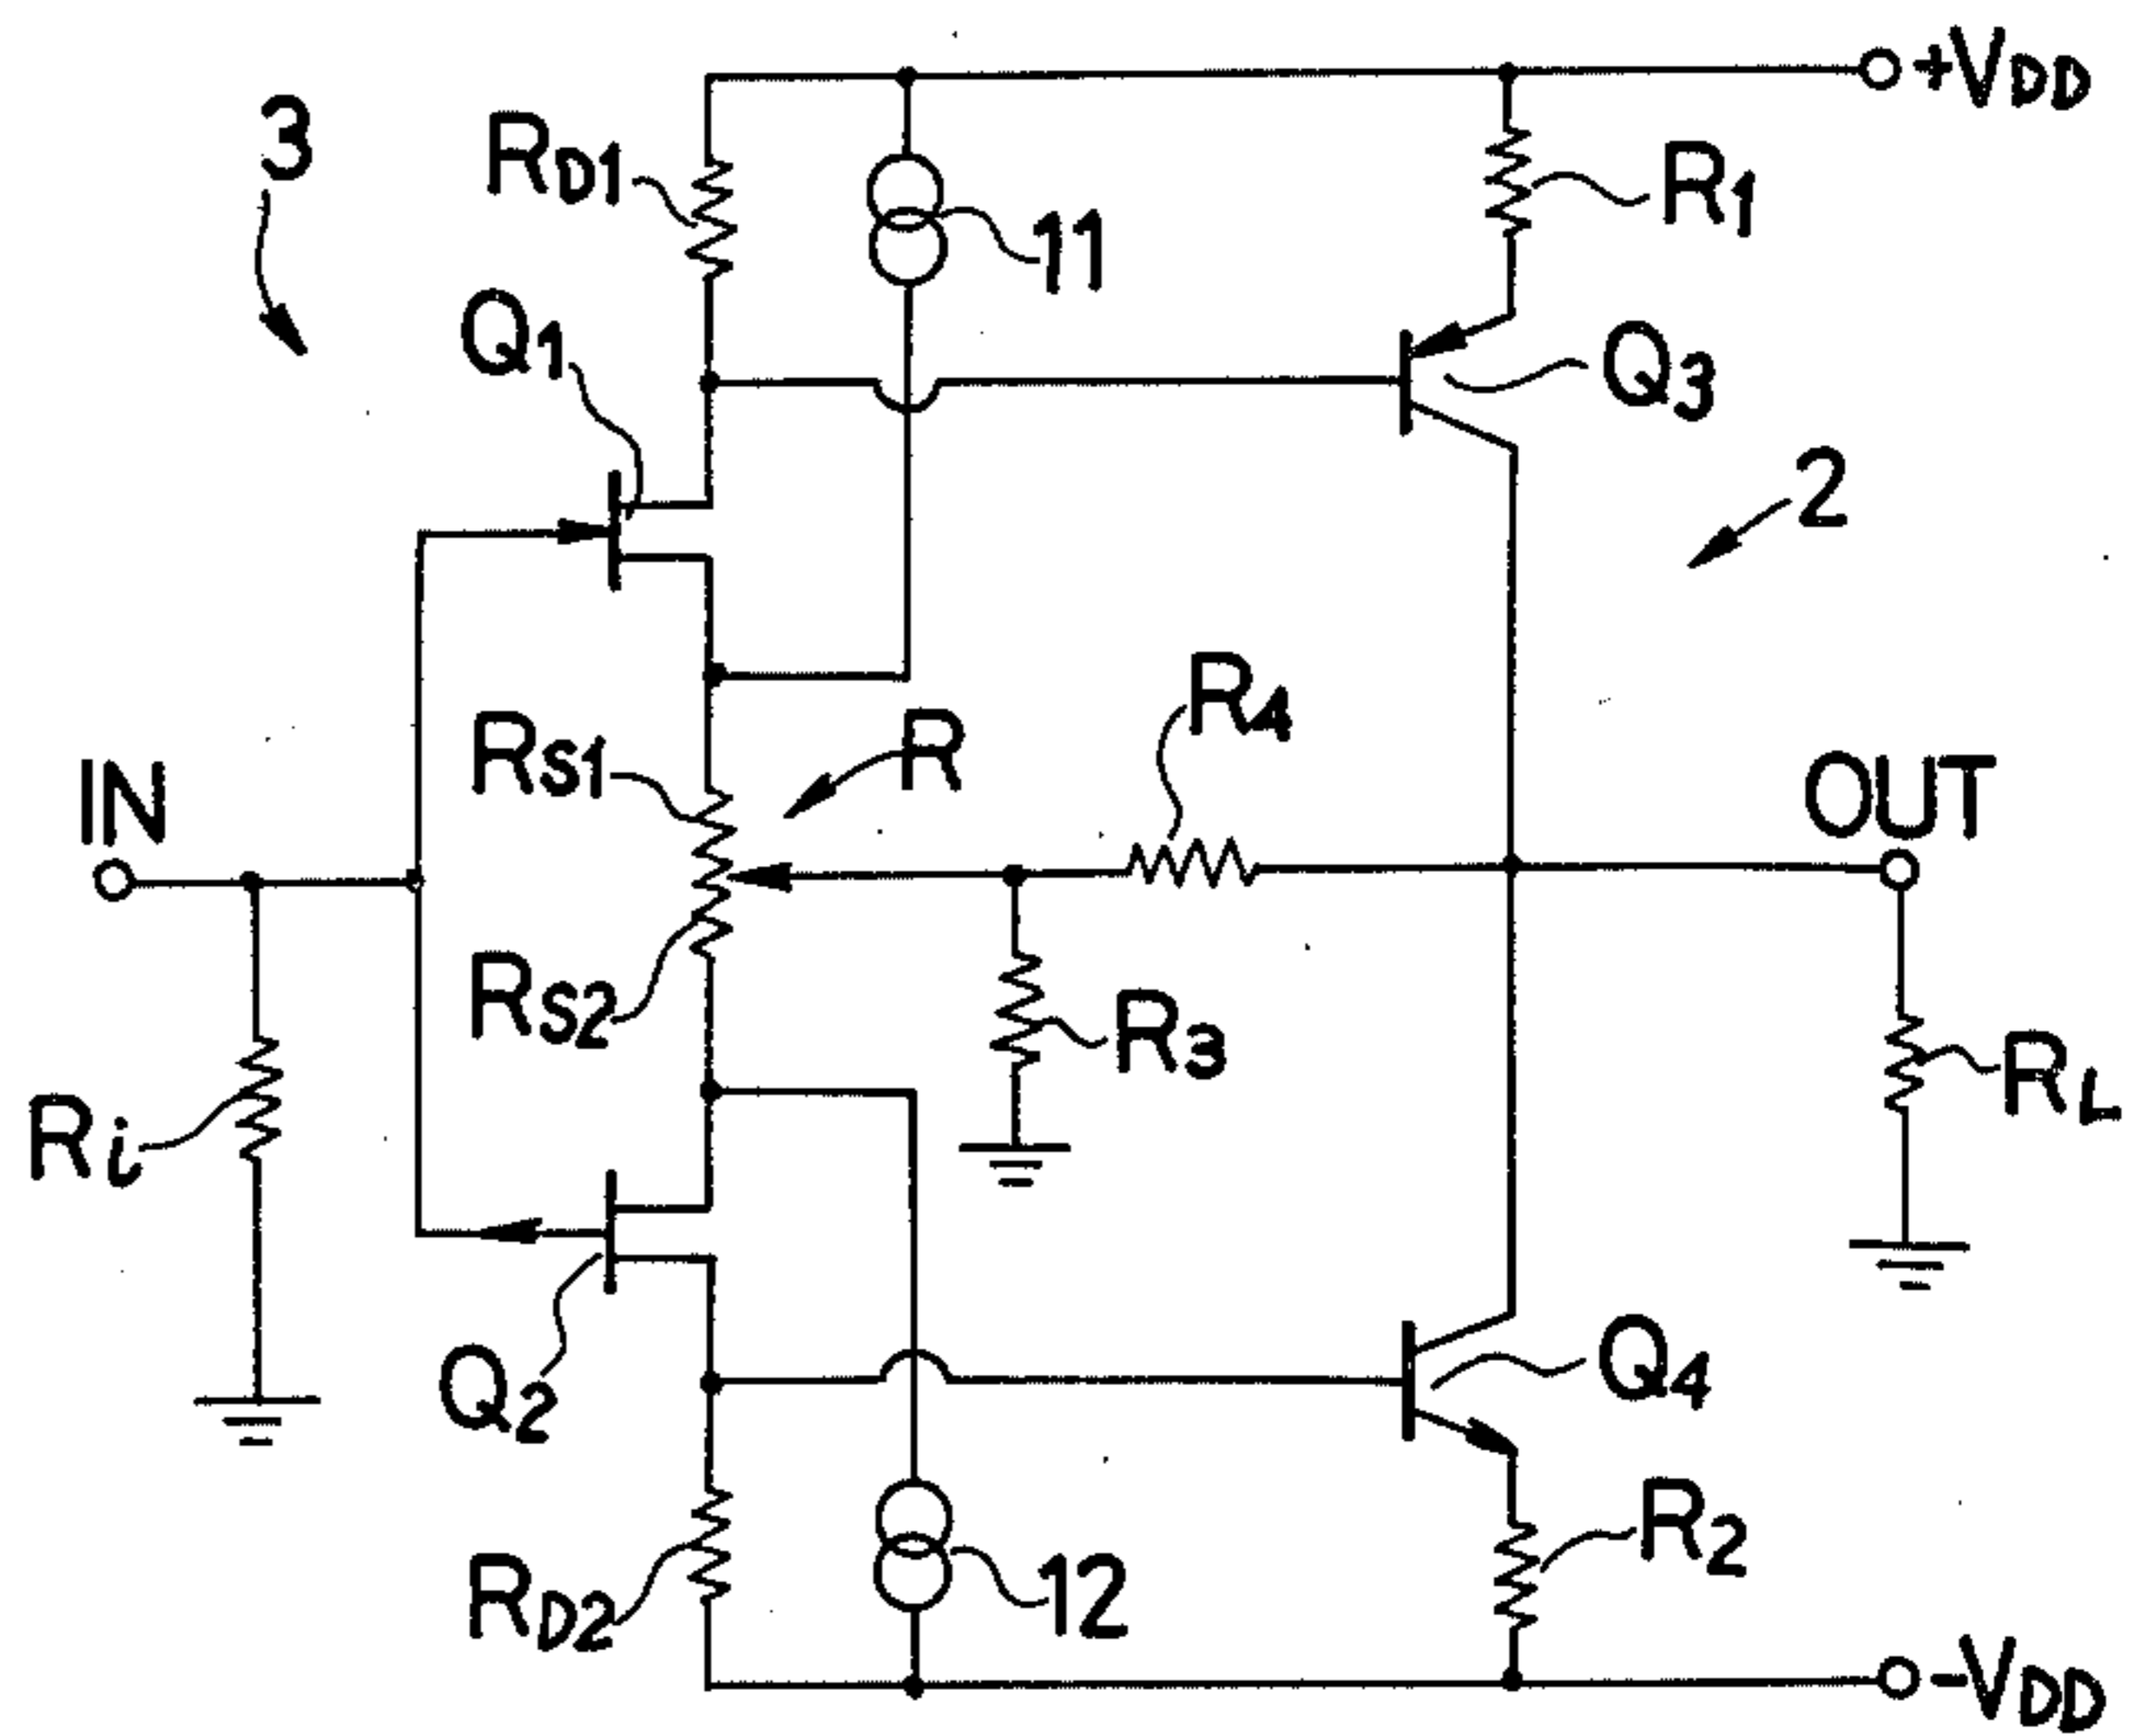 +VDD
3
RD1
R1
11
Q1
Q3
2
R4
RS1
R
IN
OUT
RS2
R3
RL
Ri
Q2
Q4
R2
RD2
12
-VDD